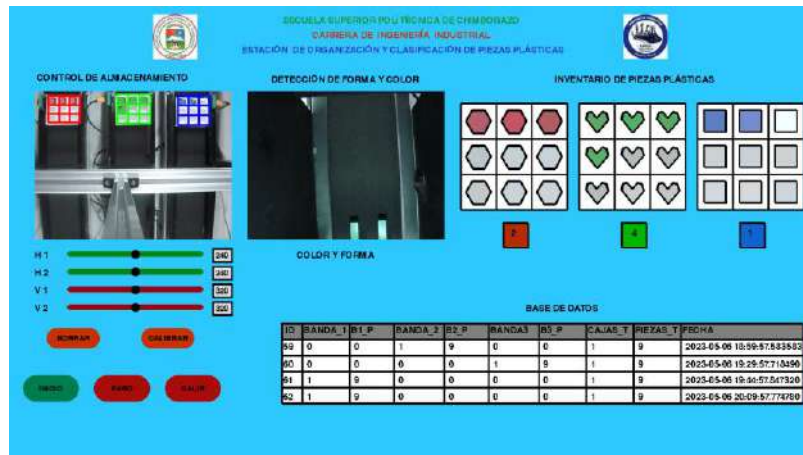 ESCUELA SUPERIOR POLITÉCNICA DE CHIMBORAZO
CARRERA DE INGENIERÍA INDUSTRIAL
ESTACIÓN DE ORGANIZACIÓN Y CLASIFICACIÓN DE PIEZAS PLÁSTICAS
CONTROL DE ALMACENAMIENTO
DETECCIÓN DE FORMA Y COLOR
INVENTARIO DE PIEZAS PLÁSTICAS
2 4 1
COLOR Y FORMA
H 1 240
H 2 240
V 1 320
V 2 320
BORRAR CALIBRAR
INICIO PARO SALIR
BASE DE DATOS
ID BANDA_1 B1_P BANDA_2 B2_P BANDA3 B3_P CAJAS_T PIEZAS_T FECHA
59 0 0 1 9 0 0 1 9 2023-05-06 18:59:57.583583
60 0 0 0 0 1 9 1 9 2023-05-06 19:29:57.718490
61 1 9 0 0 0 0 1 9 2023-05-06 19:44:57.847320
62 1 9 0 0 0 0 1 9 2023-05-06 20:09:57.774780